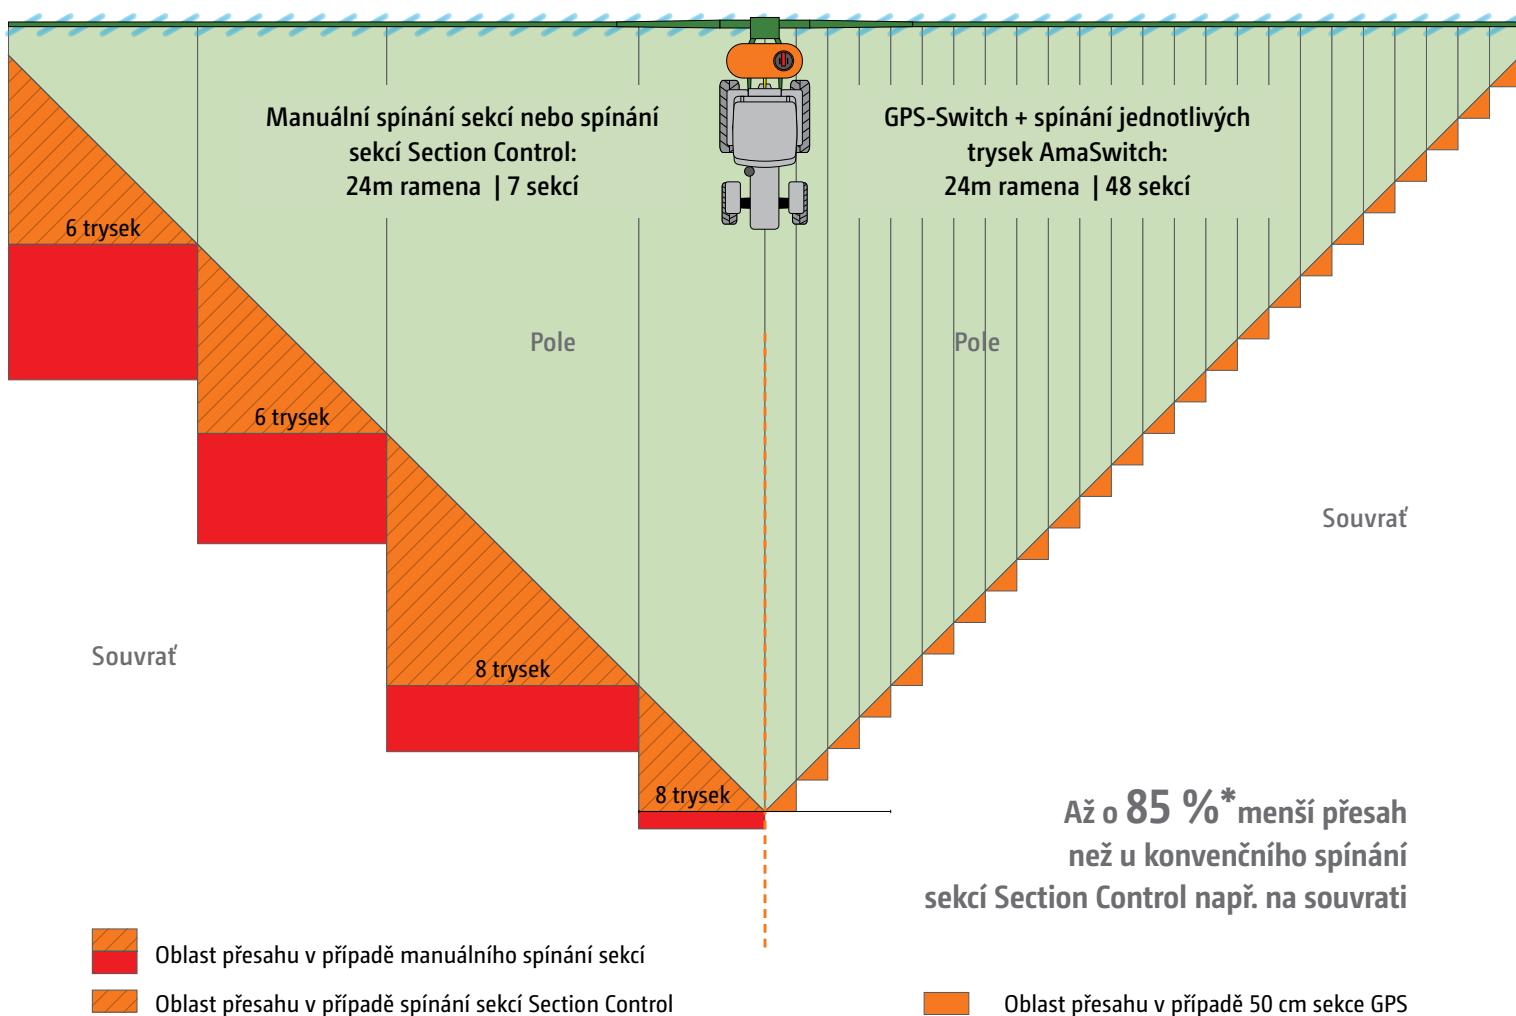 Manuální spínání sekcí nebo spínání
sekcí Section Control:
24m ramena | 7 sekcí
GPS-Switch + spínání jednotlivých
trysek AmaSwitch:
24m ramena | 48 sekcí
6 trysek
Pole
Pole
6 trysek
Souvrať
Souvrať
8 trysek
8 trysek
Až o 85 %* menší přesah
než u konvenčního spínání
sekcí Section Control např. na souvrati
Oblast přesahu v případě manuálního spínání sekcí
Oblast přesahu v případě spínání sekcí Section Control
Oblast přesahu v případě 50 cm sekce GPS